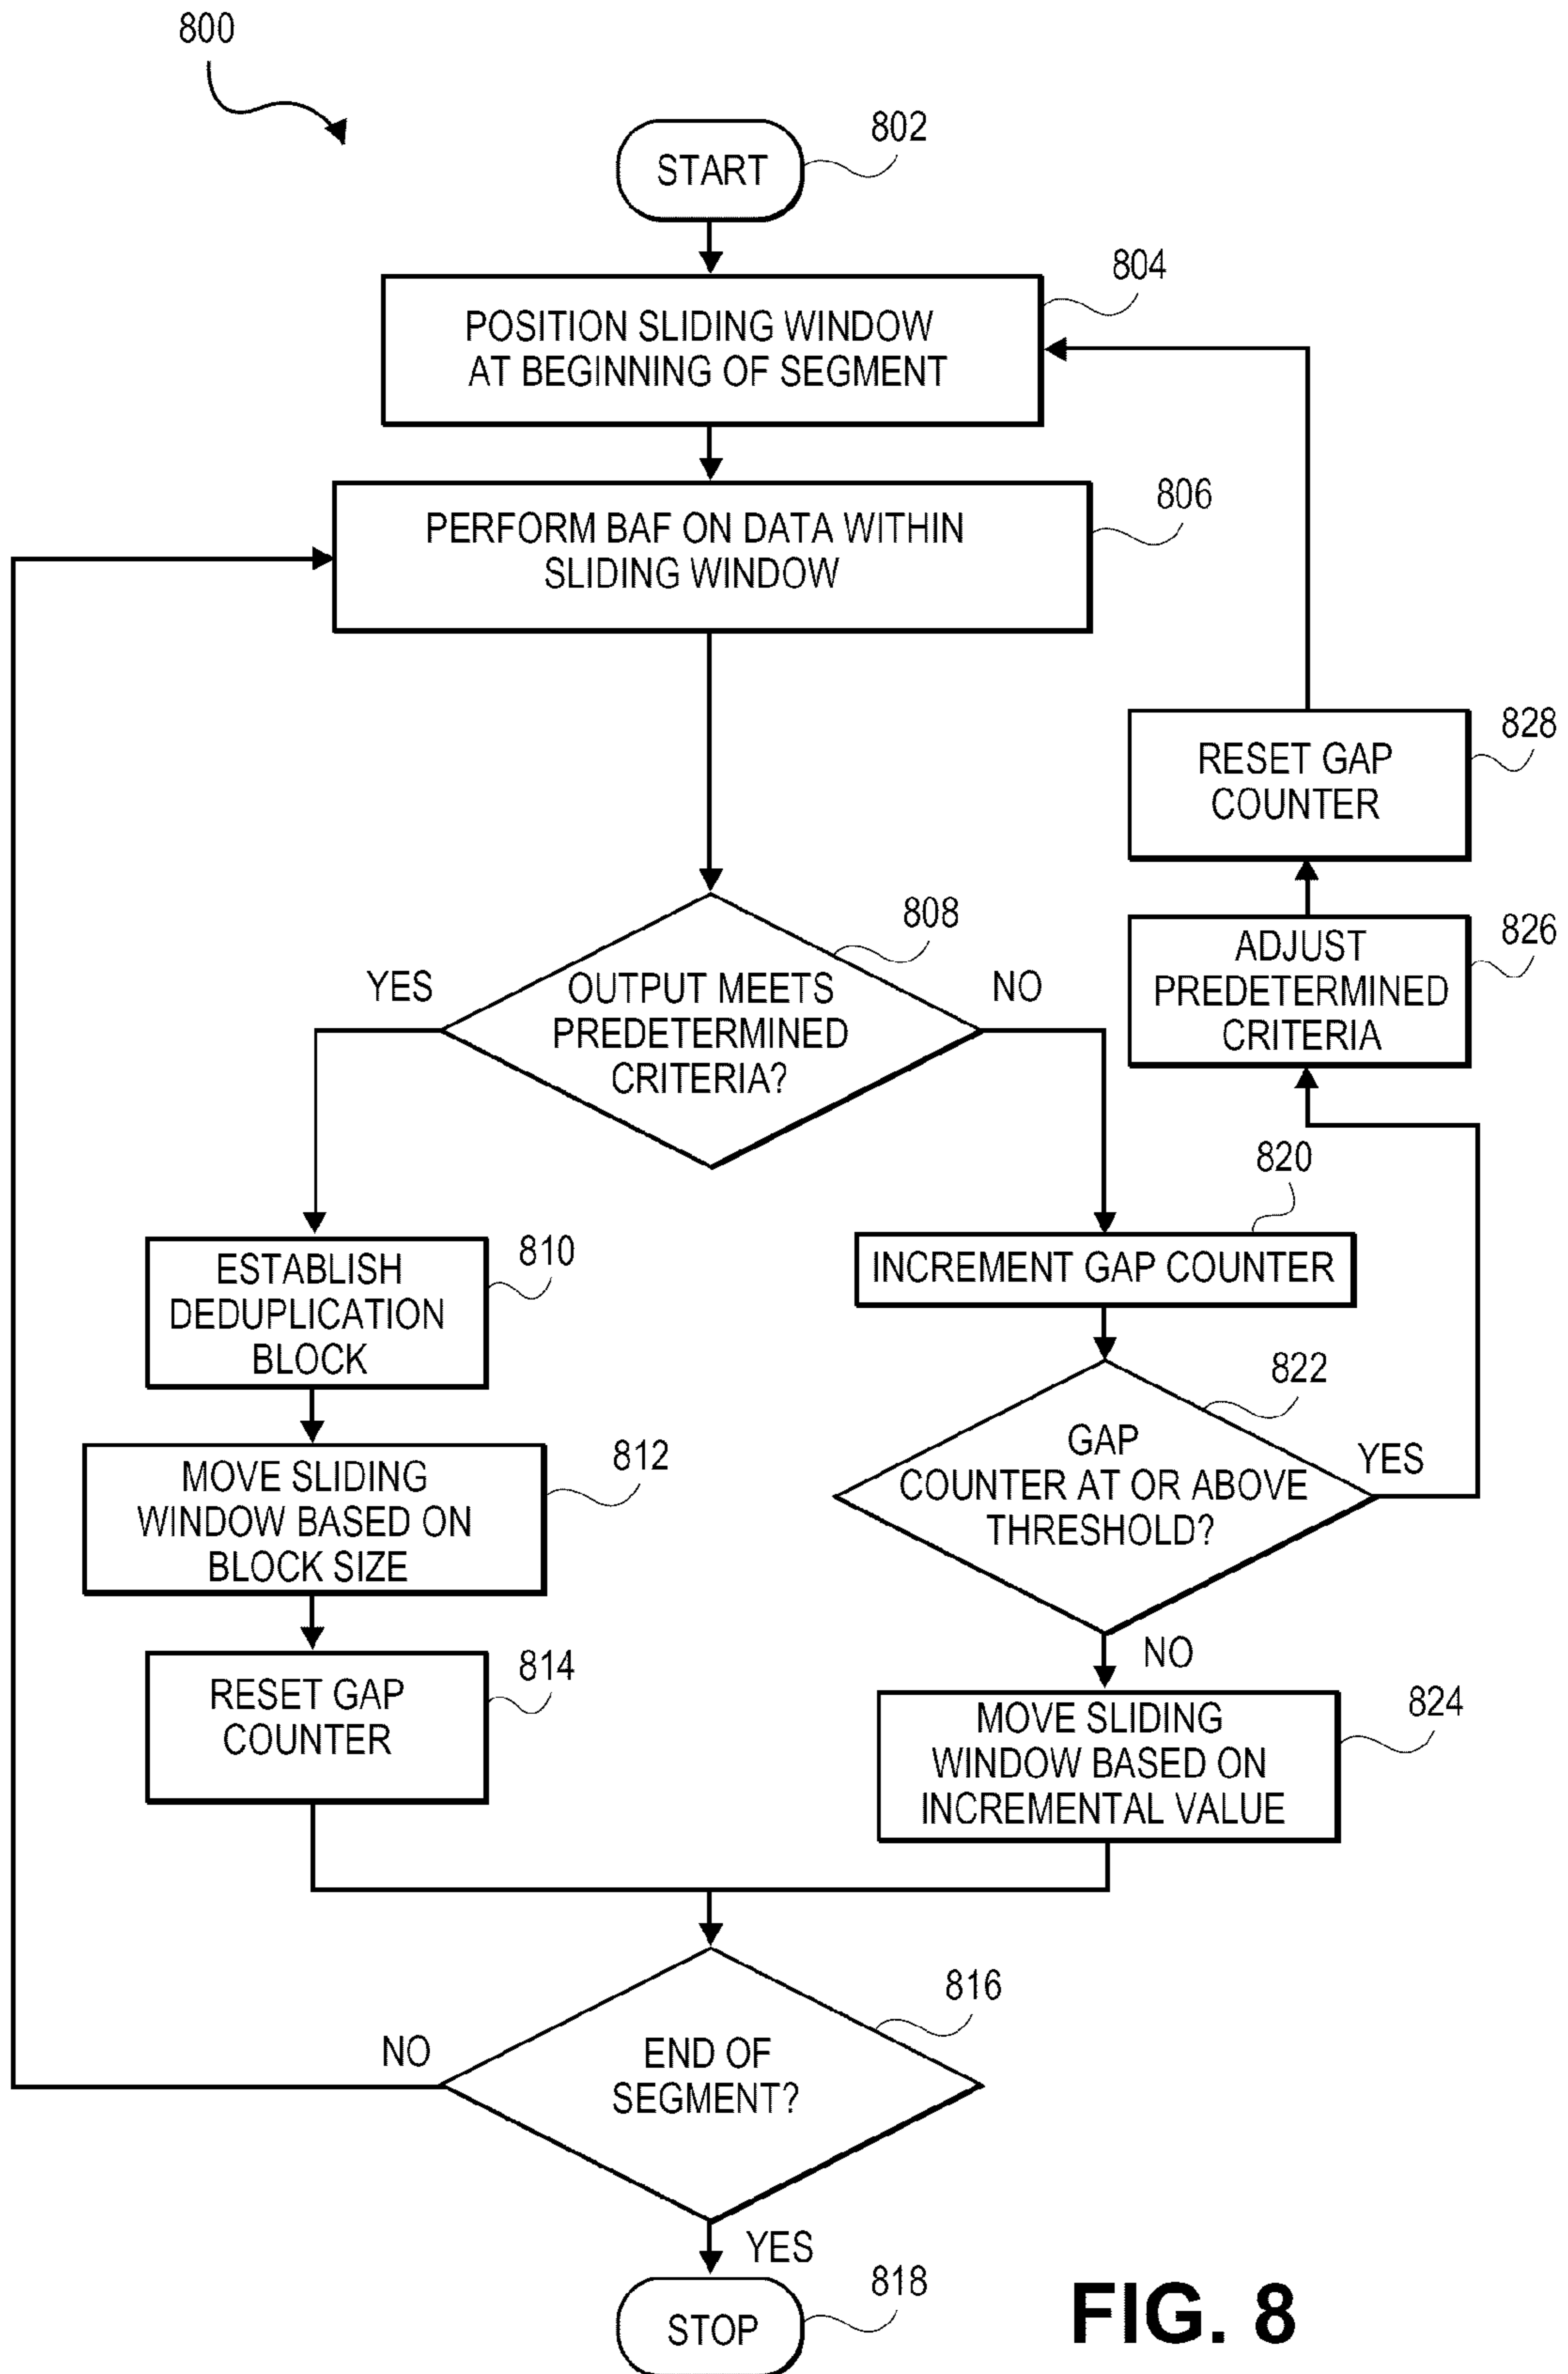 800
802
START
804
POSITION SLIDING WINDOW
AT BEGINNING OF SEGMENT
806
PERFORM BAF ON DATA WITHIN
SLIDING WINDOW
828
RESET GAP
COUNTER
826
ADJUST
PREDETERMINED
CRITERIA
808
YES
NO
OUTPUT MEETS
PREDETERMINED
CRITERIA?
820
INCREMENT GAP COUNTER
810
ESTABLISH
DEDUPLICATION
BLOCK
822
GAP
COUNTER AT OR ABOVE
THRESHOLD?
YES
812
MOVE SLIDING
WINDOW BASED ON
BLOCK SIZE
NO
814
RESET GAP
COUNTER
824
MOVE SLIDING
WINDOW BASED ON
INCREMENTAL VALUE
816
NO
END OF
SEGMENT?
YES
818
STOP
FIG. 8